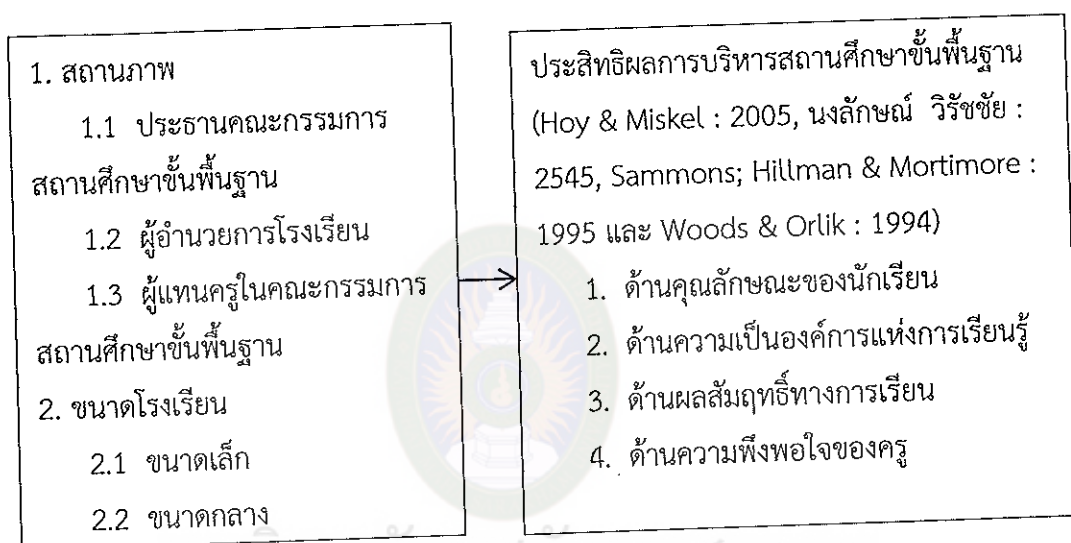 1. สถานภาพ
1.1 ประธานคณะกรรมการ
สถานศึกษาขั้นพื้นฐาน
1.2 ผู้อำนวยการโรงเรียน
1.3 ผู้แทนครูในคณะกรรมการ
สถานศึกษาขั้นพื้นฐาน
2. ขนาดโรงเรียน
2.1 ขนาดเล็ก
2.2 ขนาดกลาง
ประสิทธิผลการบริหารสถานศึกษาขั้นพื้นฐาน
(Hoy & Miskel : 2005, นงลักษณ์ วิรัชชัย :
2545, Sammons; Hillman & Mortimore :
1995 และ Woods & Orlik : 1994)
1. ด้านคุณลักษณะของนักเรียน
2. ด้านความเป็นองค์การแห่งการเรียนรู้
3. ด้านผลสัมฤทธิ์ทางการเรียน
4. ด้านความพึงพอใจของครู